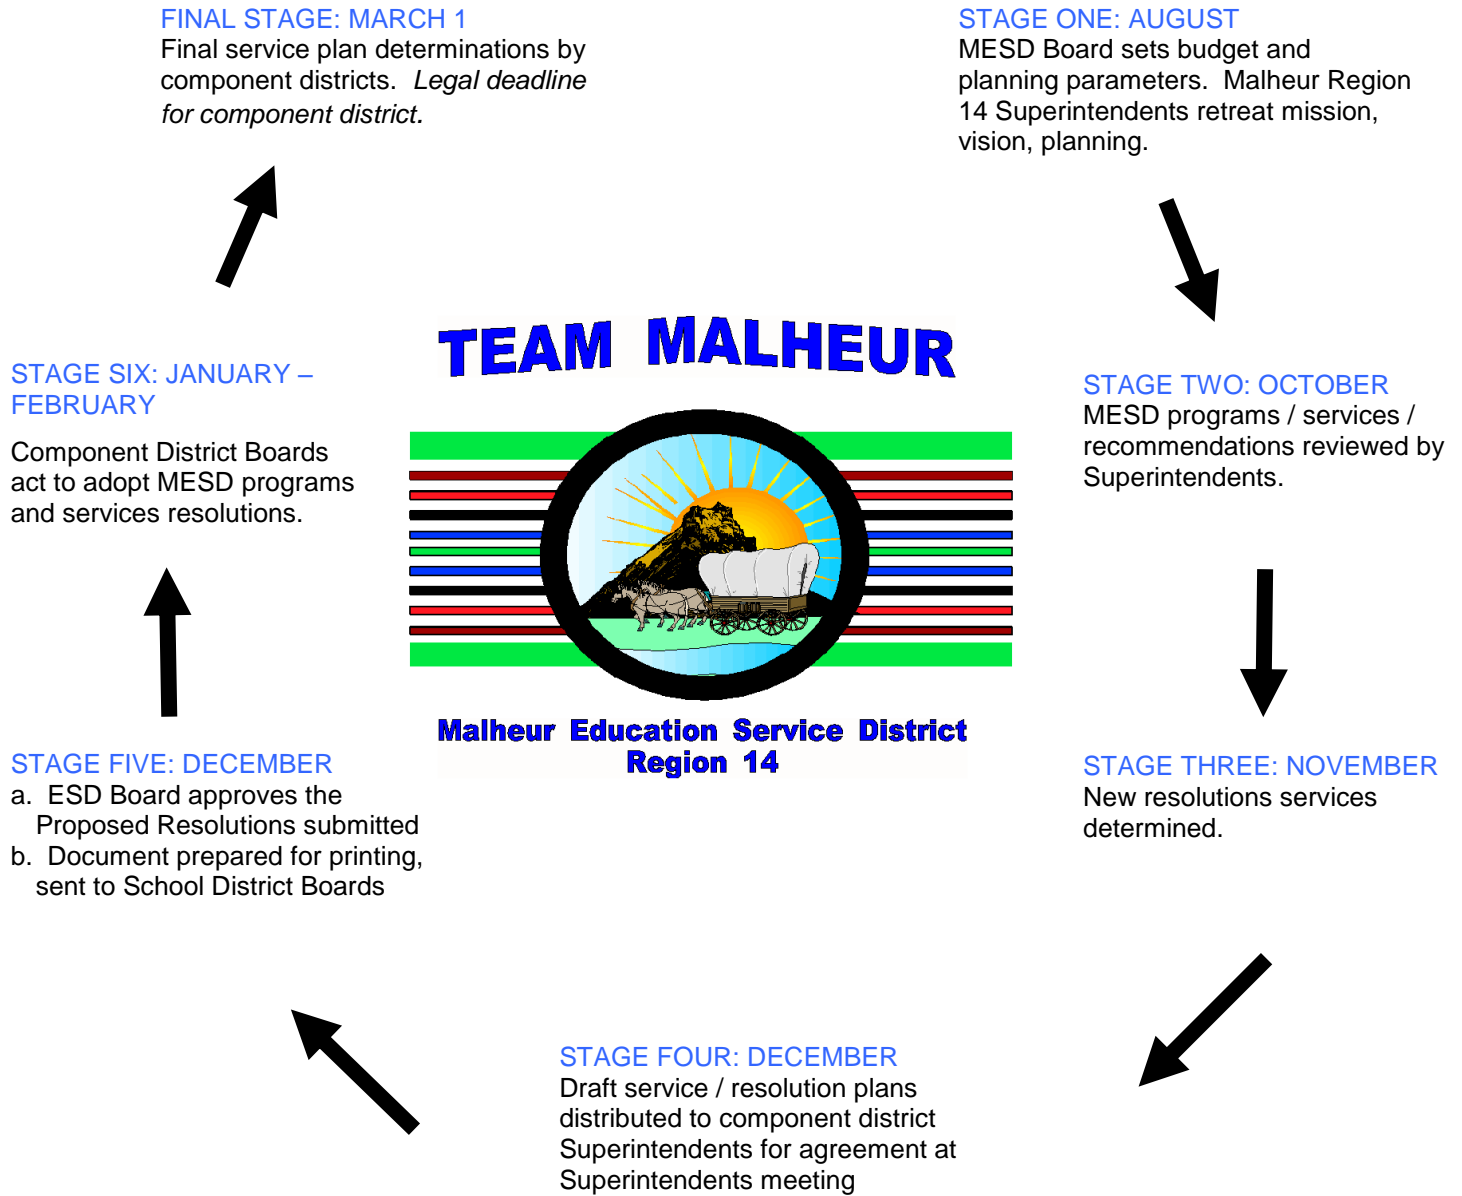 FINAL STAGE: MARCH 1
Final service plan determinations by
component districts.  Legal deadline
for component district.
STAGE ONE: AUGUST
MESD Board sets budget and
planning parameters.  Malheur Region
14 Superintendents retreat mission,
vision, planning.
TEAM MALHEUR
STAGE SIX: JANUARY –
FEBRUARY
Component District Boards
act to adopt MESD programs
and services resolutions.
STAGE TWO: OCTOBER
MESD programs / services /
recommendations reviewed by
Superintendents.
Malheur Education Service District
Region 14
STAGE FIVE: DECEMBER
a.  ESD Board approves the
Proposed Resolutions submitted
b.  Document prepared for printing,
sent to School District Boards
STAGE THREE: NOVEMBER
New resolutions services
determined.
STAGE FOUR: DECEMBER
Draft service / resolution plans
distributed to component district
Superintendents for agreement at
Superintendents meeting